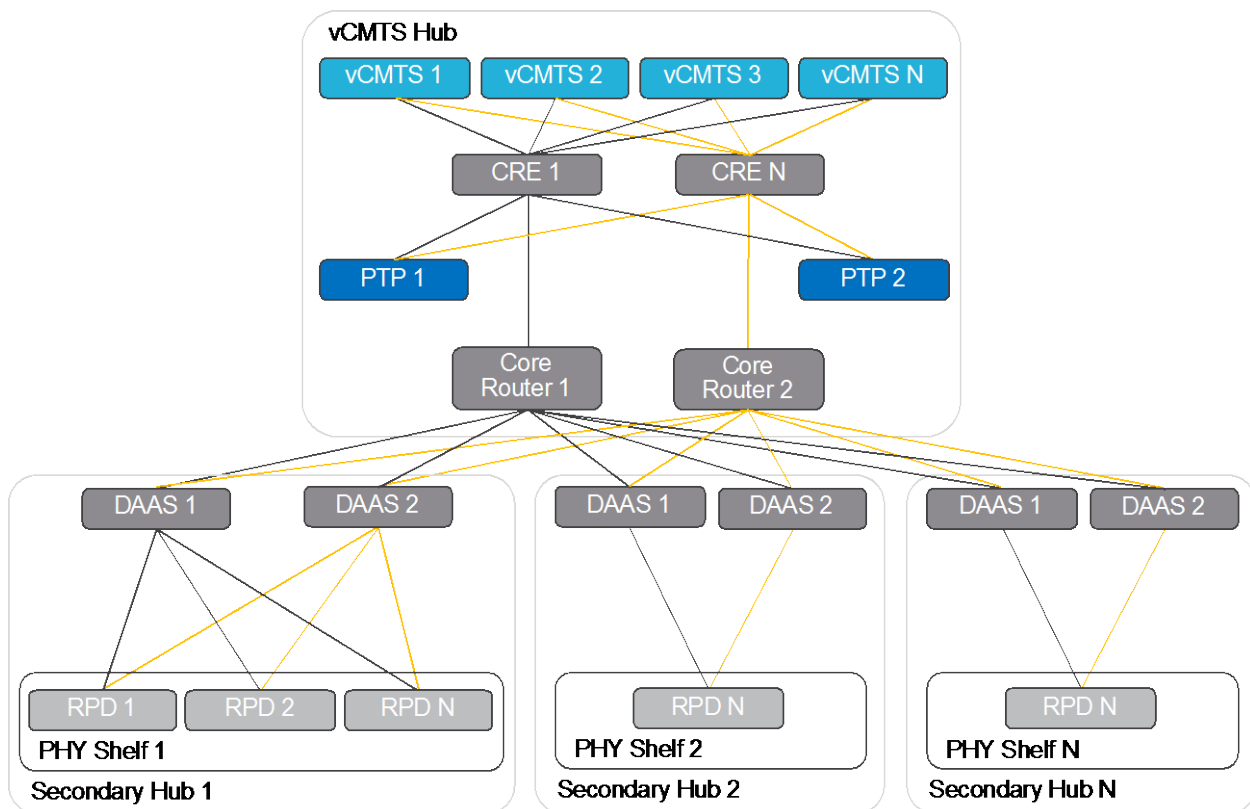 vCMTS Hub
vCMTS 1
vCMTS 2
vCMTS 3
vCMTS N
CRE 1
CRE N
PTP 1
PTP 2
Core
Router 1
Core
Router 2
DAAS 1
DAAS 2
DAAS 1
DAAS 2
DAAS 1
DAAS 2
RPD 1
RPD 2
RPD N
PHY Shelf 1
Secondary Hub 1
RPD N
PHY Shelf 2
Secondary Hub 2
RPD N
PHY Shelf N
Secondary Hub N